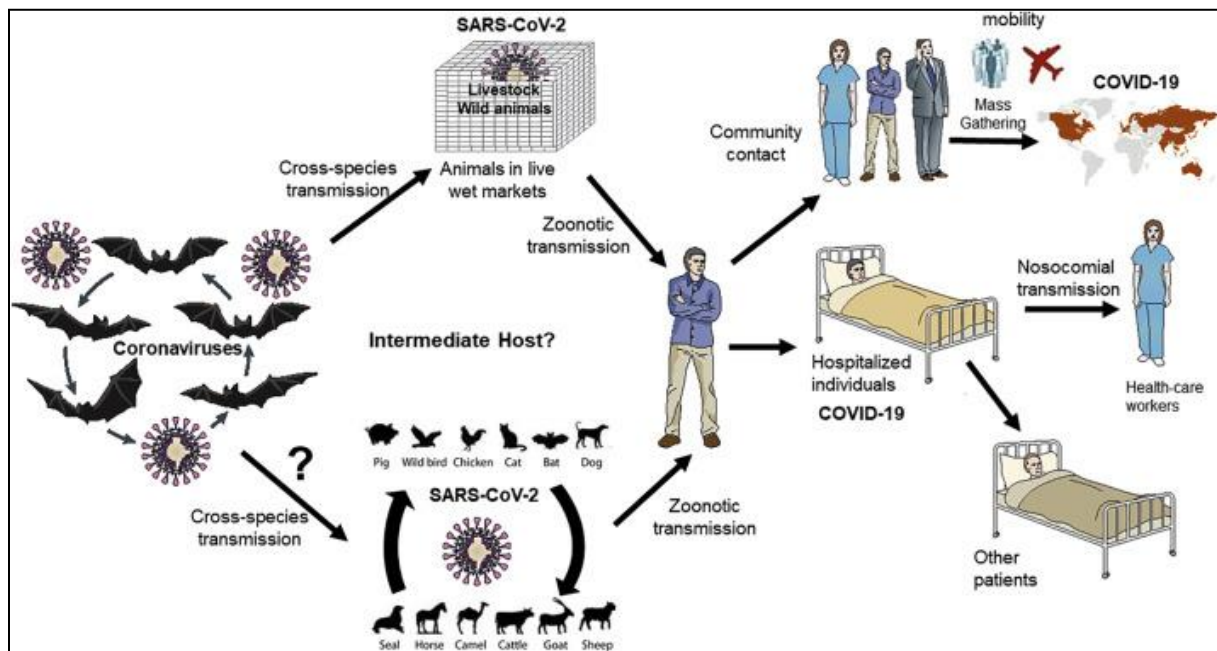 SARS-CoV-2
Livestock
Wild animals
Animals in live
wet markets
Cross-species
transmission
Coronaviruses
?
Cross-species
transmission
Intermediate Host?
Pig Wild bird Chicken Cat Bat Dog
SARS-CoV-2
Seal Horse Camel Cattle Goat Sheep
Zoonotic
transmission
Zoonotic
transmission
Community
contact
mobility
Mass
Gathering
COVID-19
Hospitalized
individuals
COVID-19
Nosocomial
transmission
Health-care
workers
Other
patients